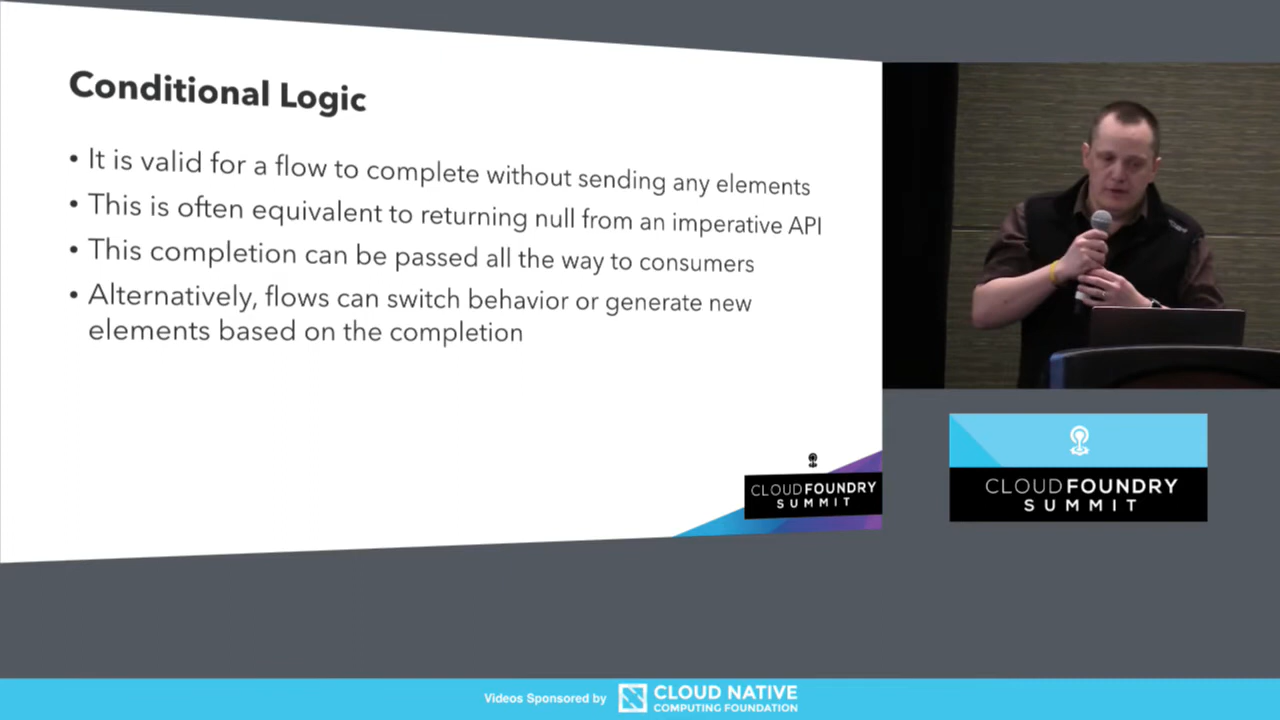 Conditional Logic
• It is valid for a flow to complete without sending any elements
• This is often equivalent to returning null from an imperative API
• This completion can be passed all the way to consumers
• Alternatively, flows can switch behavior or generate new
elements based on the completion
CLOUDFOUNDRY
SUMMIT
CLOUDFOUNDRY
SUMMIT
Videos Sponsored by
CLOUD NATIVE
COMPUTING FOUNDATION